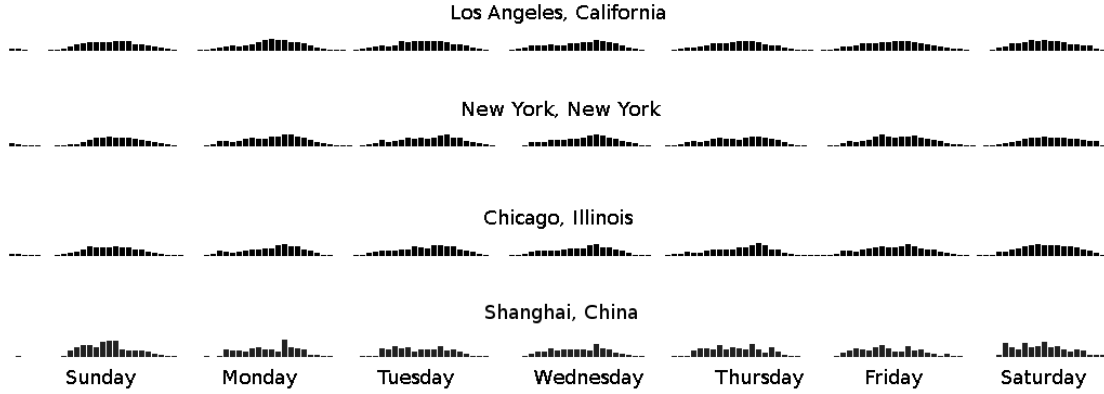 Los Angeles, California
New York, New York
Chicago, Illinois
Shanghai, China
Sunday Monday Tuesday Wednesday Thursday Friday Saturday